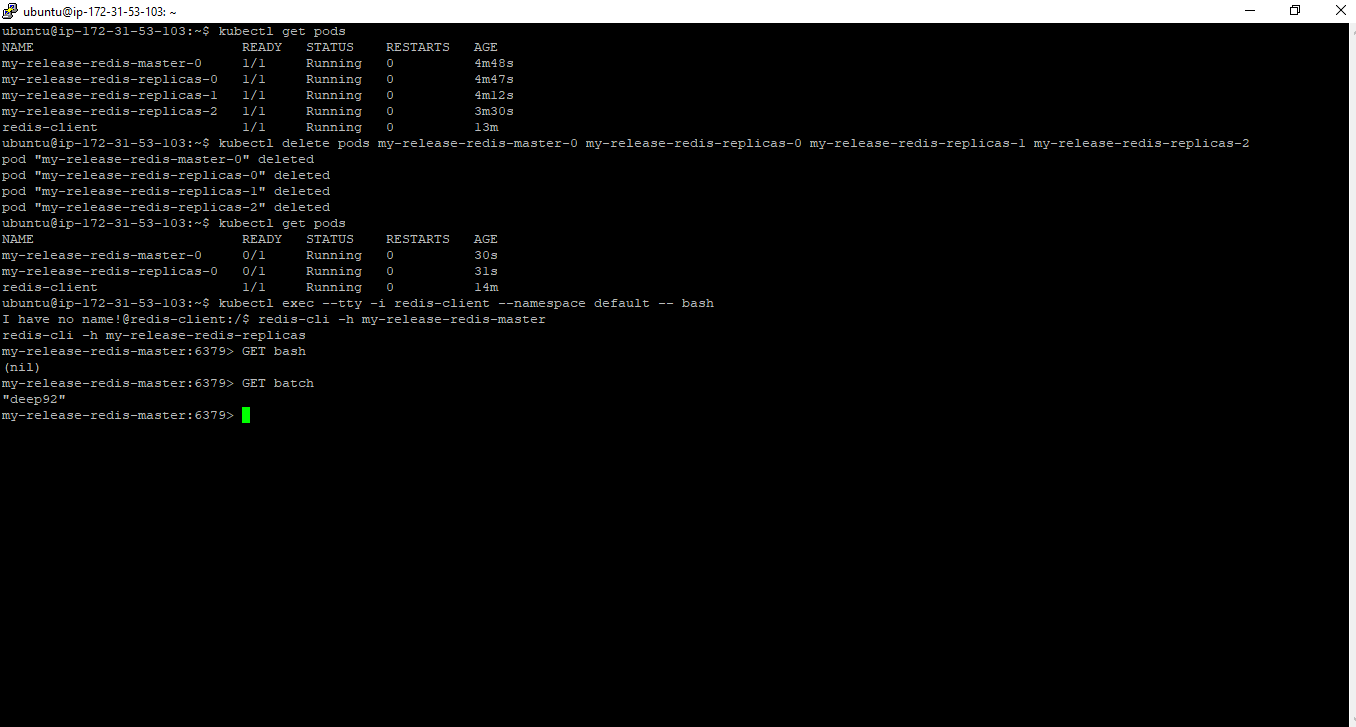 ubuntu@ip-172-31-53-103: ~
ubuntu@ip-172-31-53-103:~$ kubectl get pods
NAME                          READY   STATUS    RESTARTS   AGE
my-release-redis-master-0     1/1     Running   0          4m48s
my-release-redis-replicas-0   1/1     Running   0          4m47s
my-release-redis-replicas-1   1/1     Running   0          4m12s
my-release-redis-replicas-2   1/1     Running   0          3m30s
redis-client                  1/1     Running   0          13m
ubuntu@ip-172-31-53-103:~$ kubectl delete pods my-release-redis-master-0 my-release-redis-replicas-0 my-release-redis-replicas-1 my-release-redis-replicas-2
pod "my-release-redis-master-0" deleted
pod "my-release-redis-replicas-0" deleted
pod "my-release-redis-replicas-1" deleted
pod "my-release-redis-replicas-2" deleted
ubuntu@ip-172-31-53-103:~$ kubectl get pods
NAME                          READY   STATUS    RESTARTS   AGE
my-release-redis-master-0     0/1     Running   0          30s
my-release-redis-replicas-0   0/1     Running   0          31s
redis-client                  1/1     Running   0          14m
ubuntu@ip-172-31-53-103:~$ kubectl exec --tty -i redis-client --namespace default -- bash
I have no name!@redis-client:/$ redis-cli -h my-release-redis-master
redis-cli -h my-release-redis-replicas
my-release-redis-master:6379> GET bash
(nil)
my-release-redis-master:6379> GET batch
"deep92"
my-release-redis-master:6379>